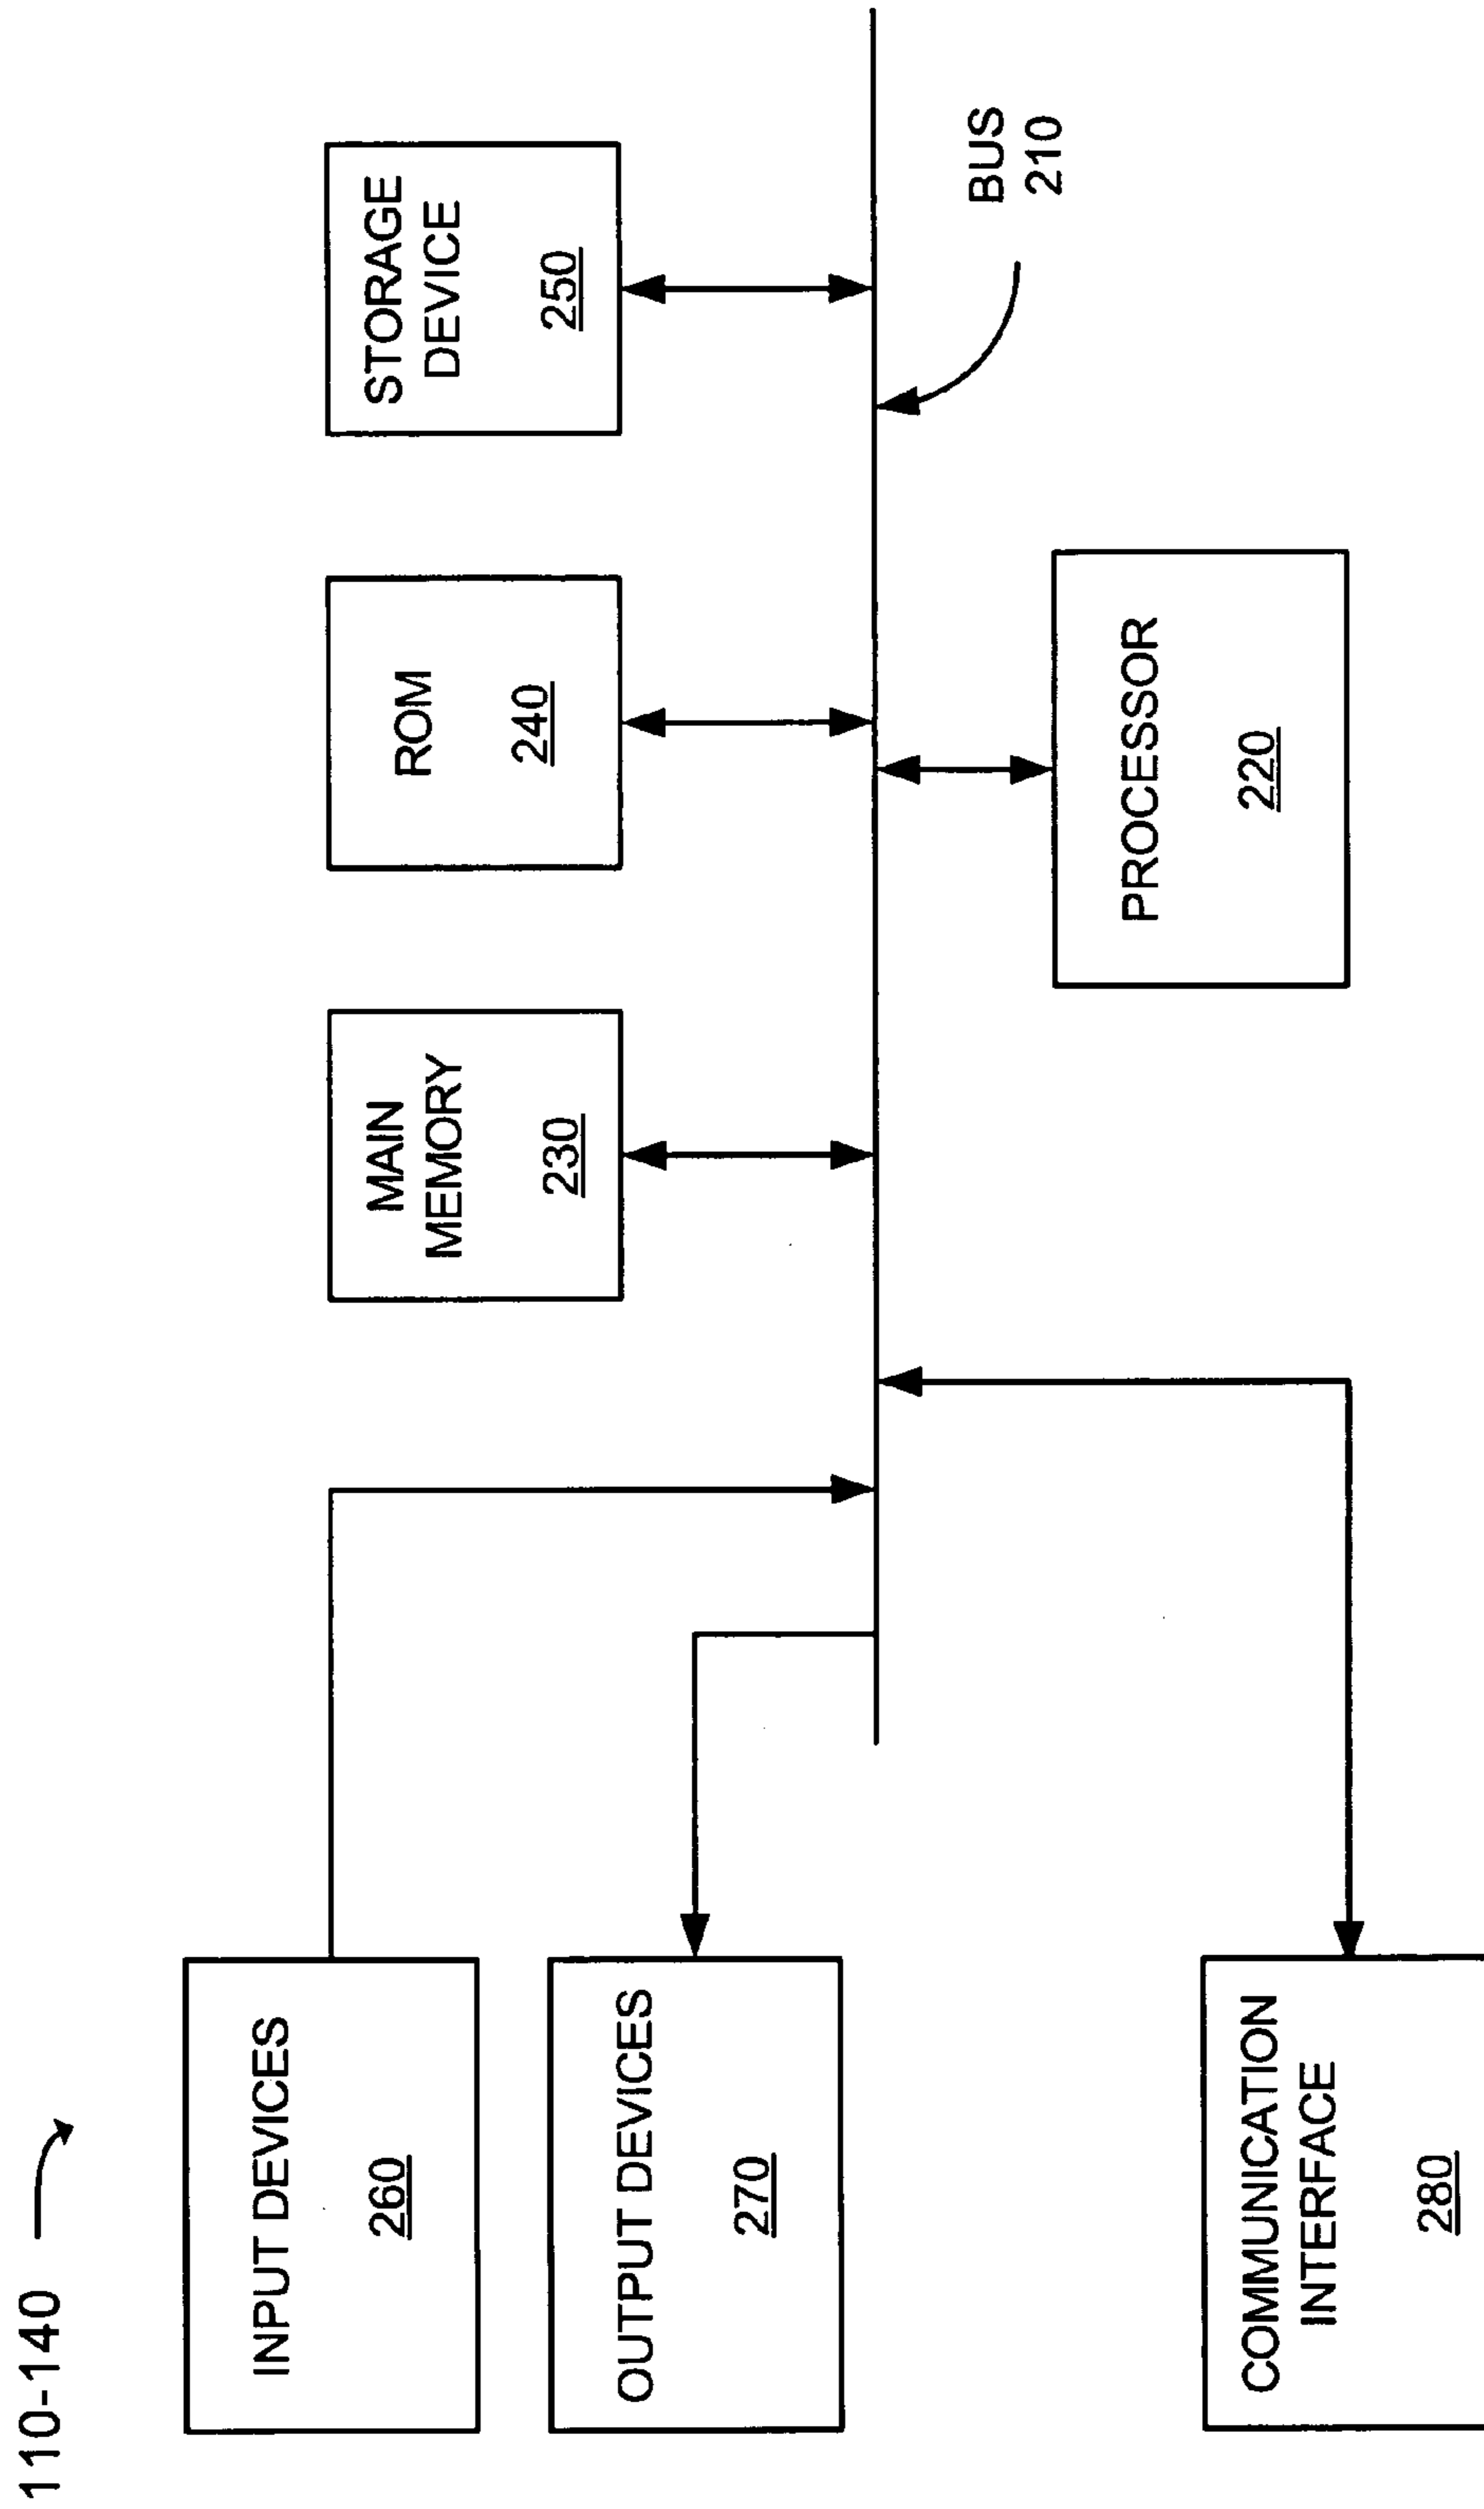 110-140
INPUT DEVICES
260
OUTPUT DEVICES
270
COMMUNICATION
INTERFACE
280
MAIN
MEMORY
230
ROM
240
STORAGE
DEVICE
250
PROCESSOR
220
BUS
210